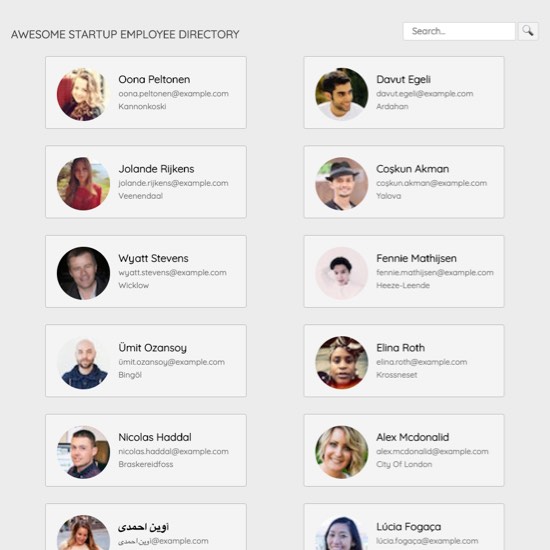 AWESOME STARTUP EMPLOYEE DIRECTORY
Search...
Oona Peltonen
oona.peltonen@example.com
Kannonkoski
Davut Egeli
davut.egeli@example.com
Ardahan
Jolande Rijkens
jolande.rijkens@example.com
Veenendaal
Coşkun Akman
coşkun.akman@example.com
Yalova
Wyatt Stevens
wyatt.stevens@example.com
Wicklow
Fennie Mathijsen
fennie.mathijsen@example.com
Heeze-Leende
Ümit Ozansoy
ümit.ozansoy@example.com
Bingöl
Elina Roth
elina.roth@example.com
Krossneset
Nicolas Haddal
nicolas.haddal@example.com
Braskereidfoss
Alex Mcdonalid
alex.mcdonalid@example.com
City Of London
آوین احمدی
آوین.احمدی@example.com
Lúcia Fogaça
lúcia.fogaça@example.com